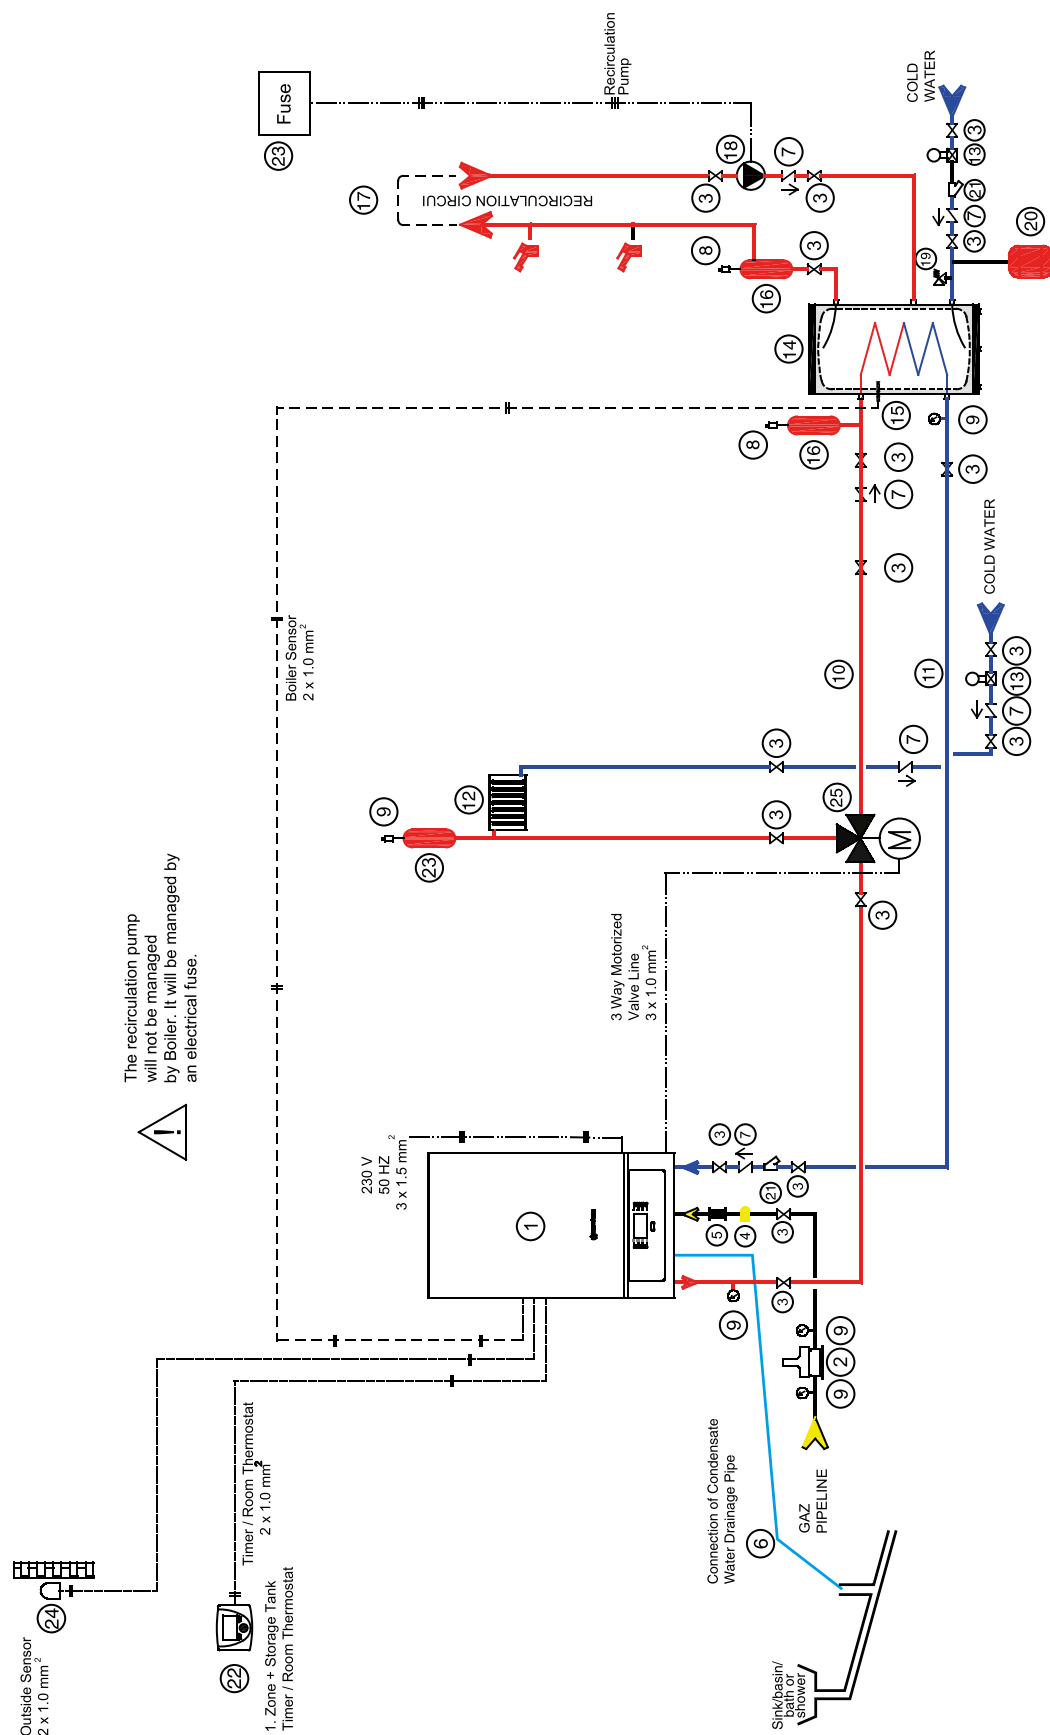 Outside Sensor
2 x 1.0 mm²
24
22
1. Zone + Storage Tank
Timer / Room Thermostat
Timer / Room Thermostat
2 x 1.0 mm²
The recirculation pump
will not be managed
by Boiler. It will be managed by
an electrical fuse.
!
Boiler Sensor
2 x 1.0 mm²
23
Fuse
230 V
50 HZ
3 x 1.5 mm²
17
RECIRCULATION CIRCUI
Recirculation
Pump
9
23
12
1
3 Way Motorized
Valve Line
3 x 1.0 mm²
Connection of Condensate
Water Drainage Pipe
6
5
4
21
3
7
3
3
3
9
9
2
9
GAZ
PIPELINE
Sink/basin/
bath or
shower
3
3
25
M
3
7
10
11
8
16
3
7
3
15
9
3
14
8
16
3
18
3
7
3
19
20
3
7
21
13
3
COLD
WATER
COLD WATER
3
13
7
3